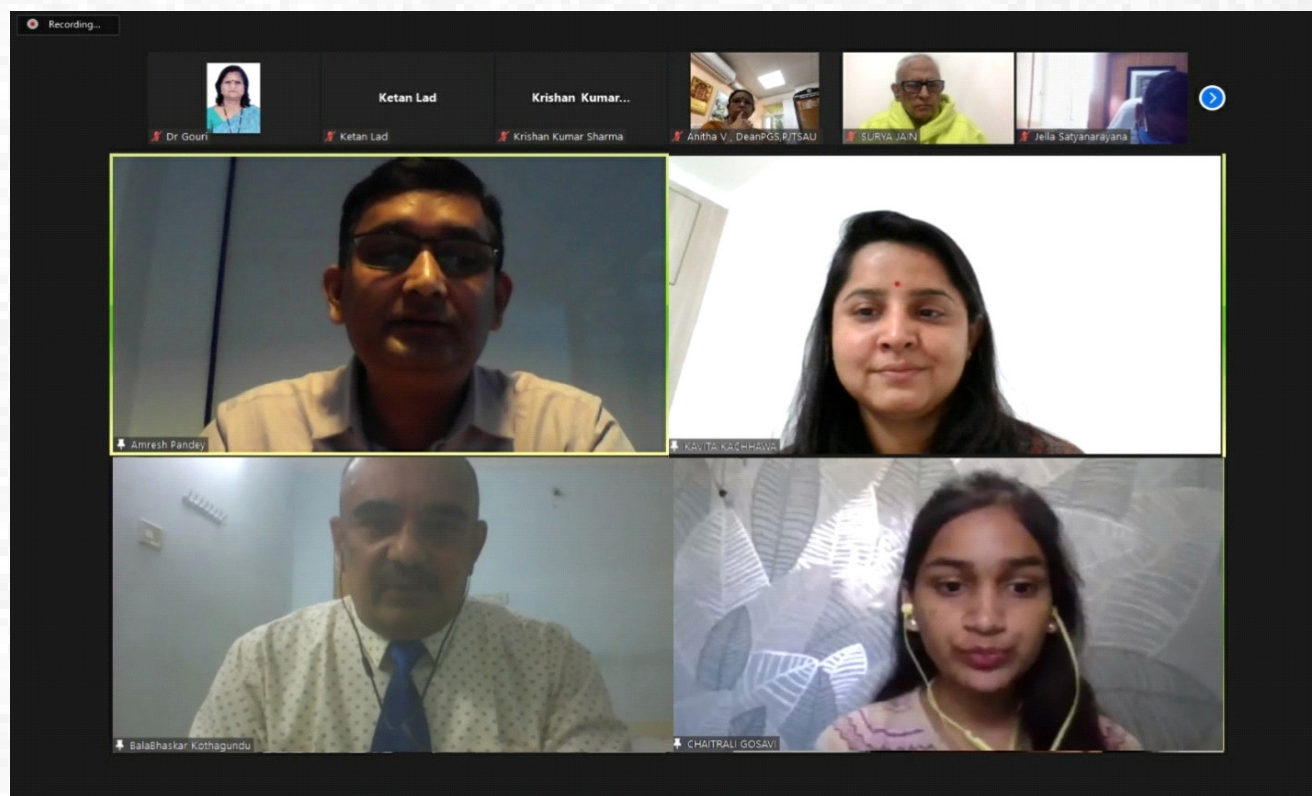 Recording...
Ketan Lad
Krishan Kumar...
Dr Gouri
Ketan Lad
Krishan Kumar Sharma
Anitha V , DeanPGS,PJTSAU
SURYA JAIN
Jella Satyanarayana
Amresh Pandey
KAVITA KACHHAWA
BalaBhaskar Kothagundu
CHAITRALI GOSAVI